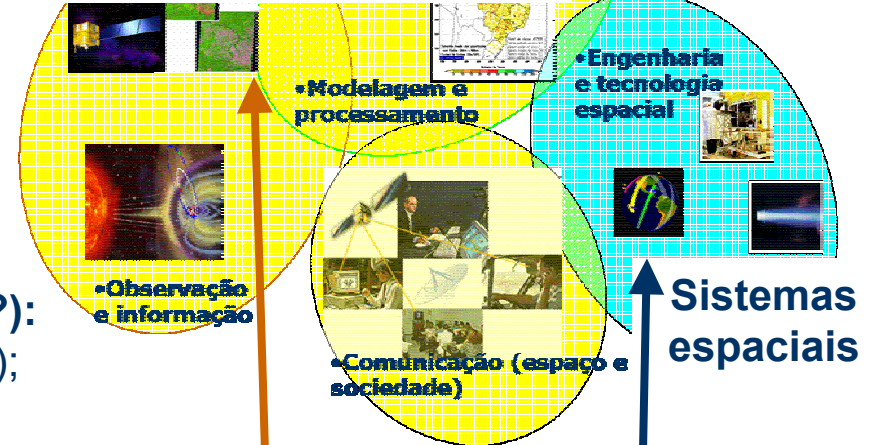 •Modelagem e
processamento
•Engenharia
e tecnologia
espacial
•Observação
e informação
?):
);
•Comunicação (espaço e
sociedade)
Sistemas
espaciais